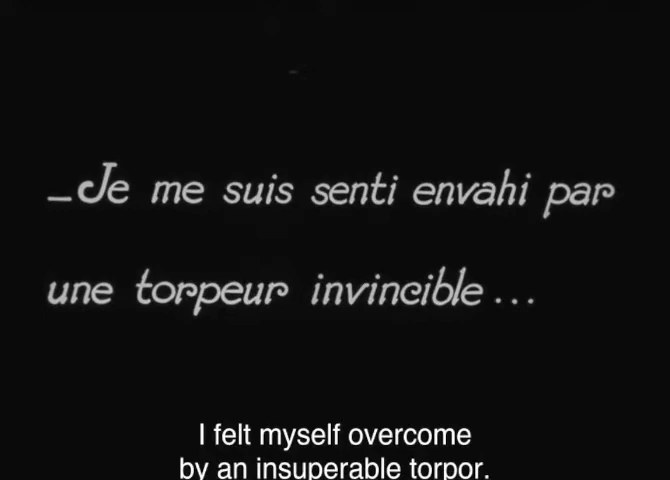 _Je me suis senti envahi par
une torpeur invincible...
I felt myself overcome
by an insuperable torpor.